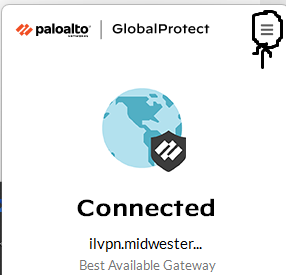 paloalto NETWORKS GlobalProtect
Connected
ilvpn.midwester...
Best Available Gateway